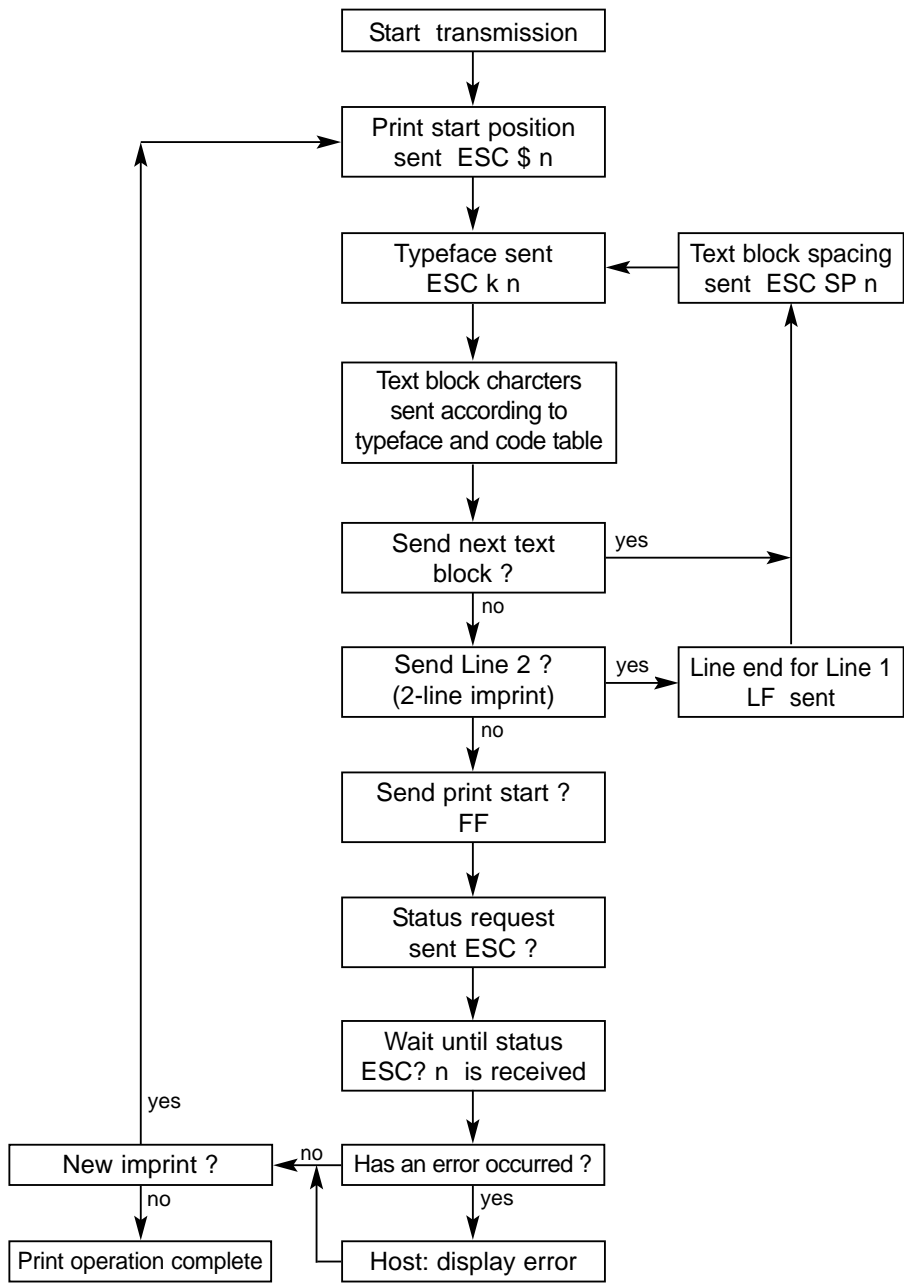 Start transmission
Print start position
sent ESC $ n
Typeface sent
ESC k n
Text block spacing
sent ESC SP n
Text block charcters
sent according to
typeface and code table
Send next text
block ?
yes
no
Send Line 2 ?
(2-line imprint)
yes
Line end for Line 1
LF sent
no
Send print start ?
FF
Status request
sent ESC ?
Wait until status
ESC? n is received
yes
New imprint ?
no
Has an error occurred ?
no
yes
Print operation complete
Host: display error